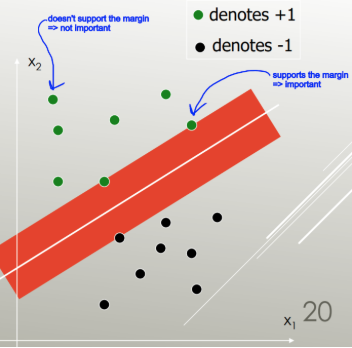 denotes +1
denotes -1
doesn't support the margin
=> not important
supports the margin
=> important
x2
x1
20